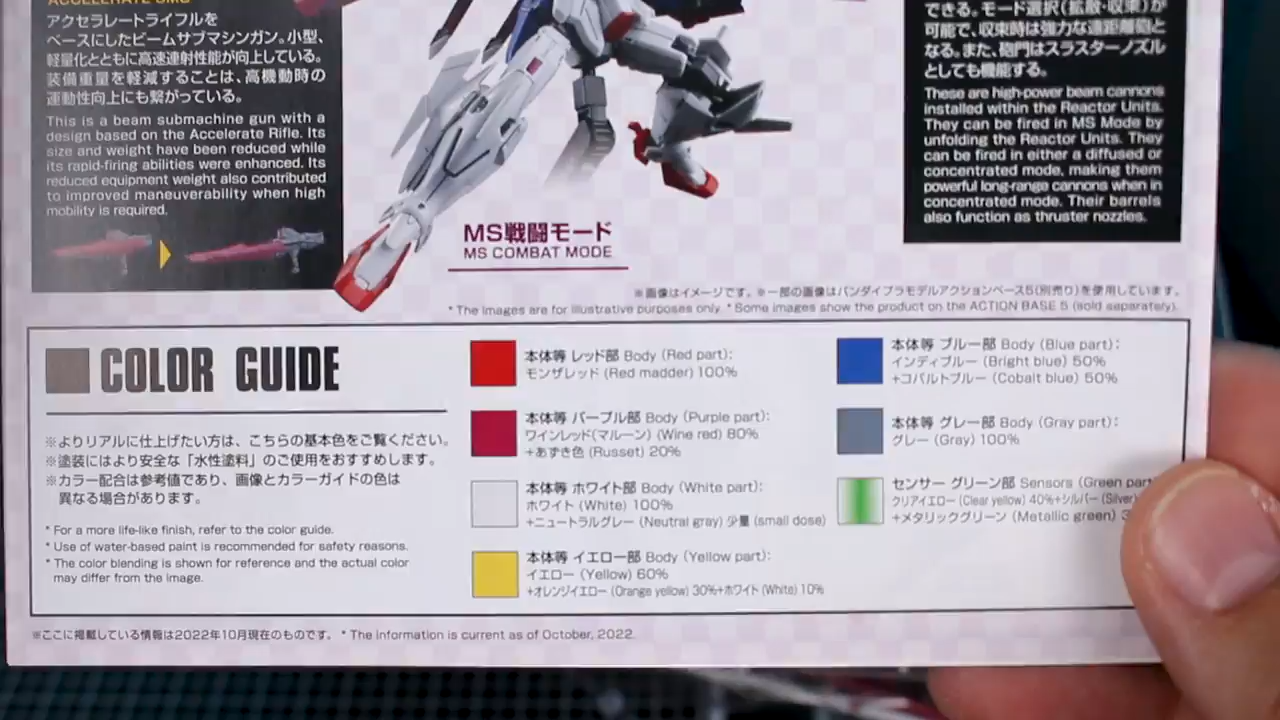 アクセラレートライフルを
ベースにしたビームサブマシンガン。小型、
軽量化とともに高速連射性能が向上している。
装備重量を軽減することは、高機動時の
運動性向上にも繋がっている。
This is a beam submachine gun with a
design based on the Accelerate Rifle. Its
size and weight have been reduced while
its rapid-firing abilities were enhanced. Its
reduced equipment weight also contributed
to improved maneuverability when high
mobility is required.
MS戦闘モード
MS COMBAT MODE
できる。モード選択(拡散・収束)が
可能で、収束時は強力な遠距離砲と
なる。また、砲門はスラスターノズル
としても機能する。
These are high-power beam cannons
installed within the Reactor Units.
They can be fired in MS Mode by
unfolding the Reactor Units. They
can be fired in either a diffused or
concentrated mode, making them
powerful long-range cannons when in
concentrated mode. Their barrels
also function as thruster nozzles.
※画像はイメージです。※一部の画像はバンダイプラモデルアクションベース5(別売り)を使用しています。
* The images are for illustrative purposes only. * Some images show the product on the ACTION BASE 5 (sold separately).
COLOR GUIDE
※よりリアルに仕上げたい方は、こちらの基本色をご覧ください。
※塗装にはより安全な「水性塗料」のご使用をおすすめします。
※カラー配合は参考値であり、画像とカラーガイドの色は
異なる場合があります。
* For a more life-like finish, refer to the color guide.
* Use of water-based paint is recommended for safety reasons.
* The color blending is shown for reference and the actual color
may differ from the image.
本体等 レッド部 Body (Red part):
モンザレッド (Red madder) 100%
本体等 パープル部 Body (Purple part):
ワインレッド(マルーン) (Wine red) 80%
+あずき色 (Russet) 20%
本体等 ホワイト部 Body (White part):
ホワイト (White) 100%
+ニュートラルグレー (Neutral gray) 少量 (small dose)
本体等 イエロー部 Body (Yellow part):
イエロー (Yellow) 60%
+オレンジイエロー (Orange yellow) 30%+ホワイト (White) 10%
本体等 ブルー部 Body (Blue part):
インディブルー (Bright blue) 50%
+コバルトブルー (Cobalt blue) 50%
本体等 グレー部 Body (Gray part):
グレー (Gray) 100%
センサー グリーン部 Sensors (Green part
クリアイエロー (Clear yellow) 40%+シルバー (Silver)
+メタリックグリーン (Metallic green)
※ここに掲載している情報は2022年10月現在のものです。 * The information is current as of October, 2022.